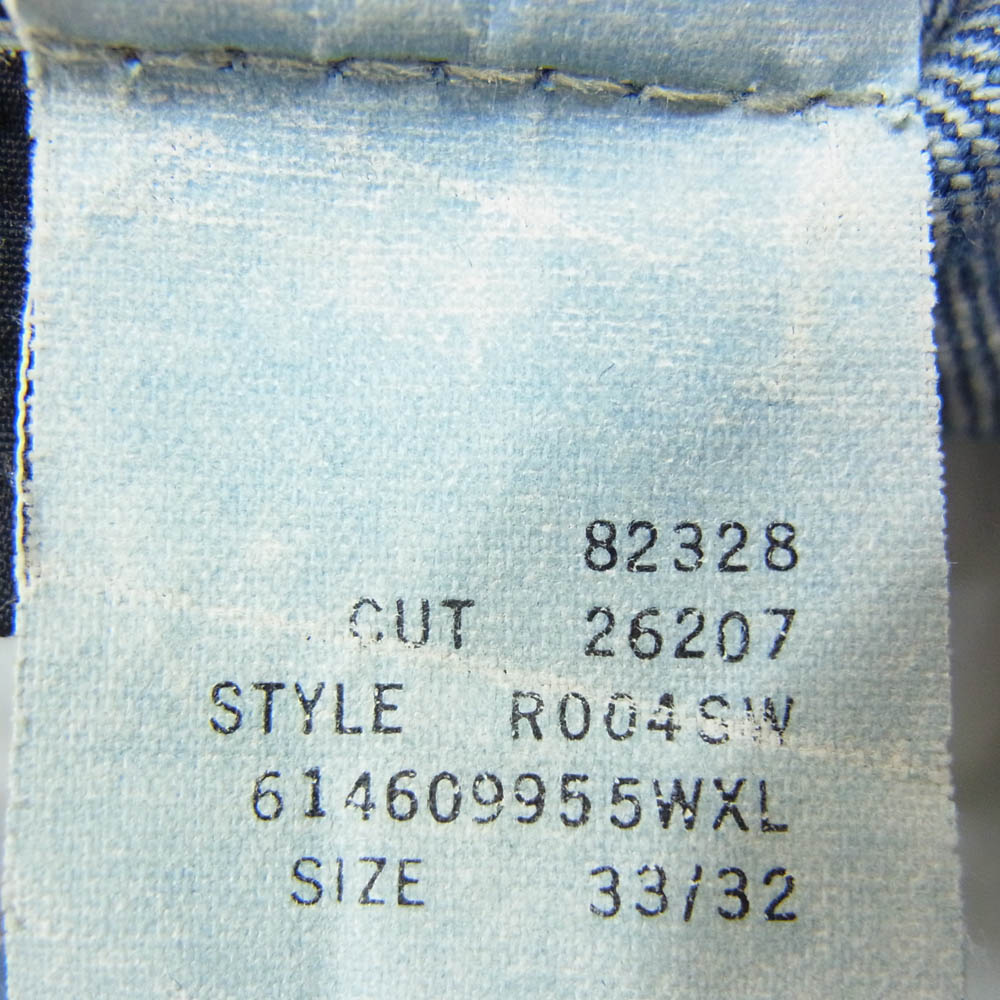 82328
CUT 26207
STYLE R004SW
614609955WXL
SIZE 33/32